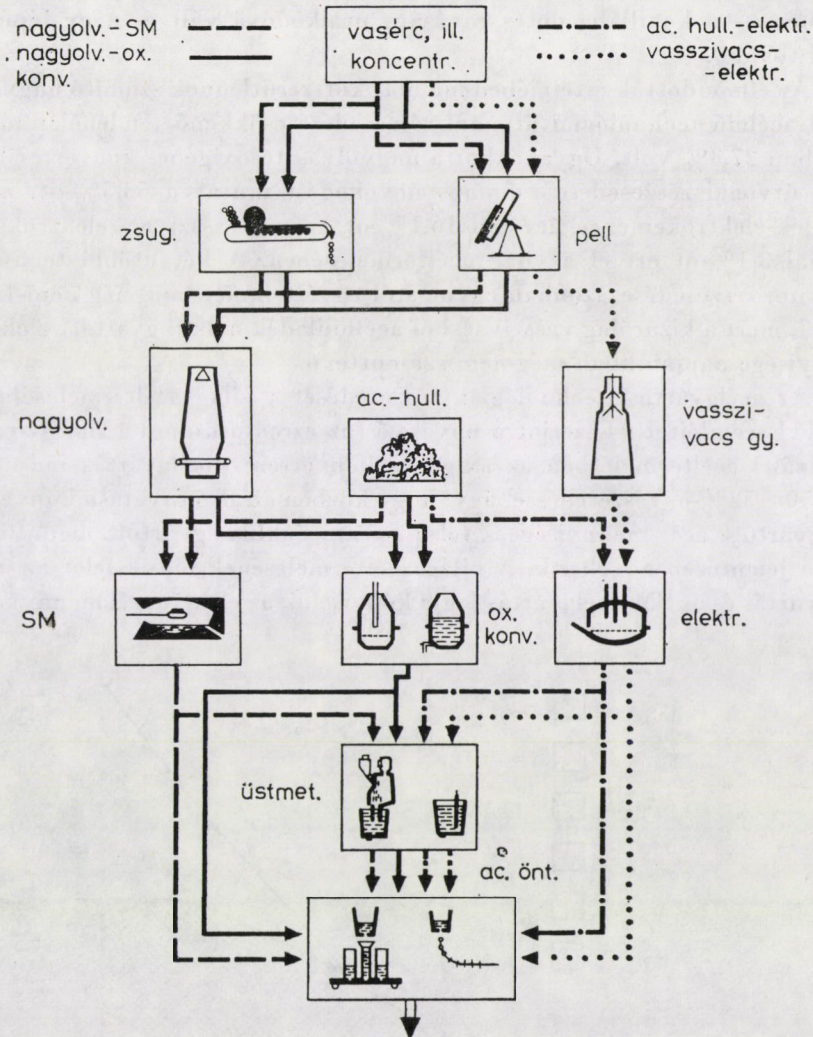 nagyolv.-SM
nagyolv.-ox.
konv.
vasérc, ill.
koncentr.
ac. hull.-elektr.
vasszivacs-
-elektr.
zsug.
pell
nagyolv.
ac.-hull.
vasszi-
vacs gy.
SM
ox.
konv.
elektr.
üstmet.
ac. önt.